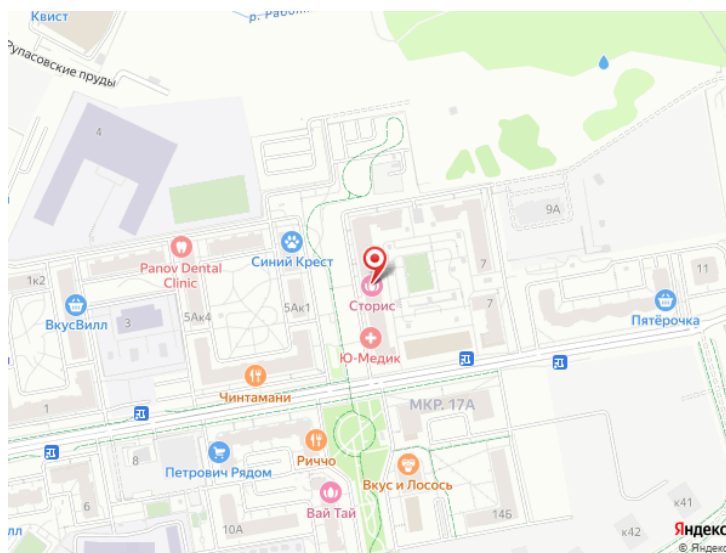 Квист
р. Рабо
Рупасовские пруды
4
9А
Синий Крест
Panov Dental
Clinic
1к2
7
11
Сторис
ВкусВилл
3
5Ак4
5Ак1
7
Пятёрочка
Ю-Медик
Чинтамани
1
МКР. 17А
8
Риччо
Петрович Рядом
Вкус и Лосось
6
Вай Тай
10А
14Б
к41
к42
Яндекс
© Яндекс